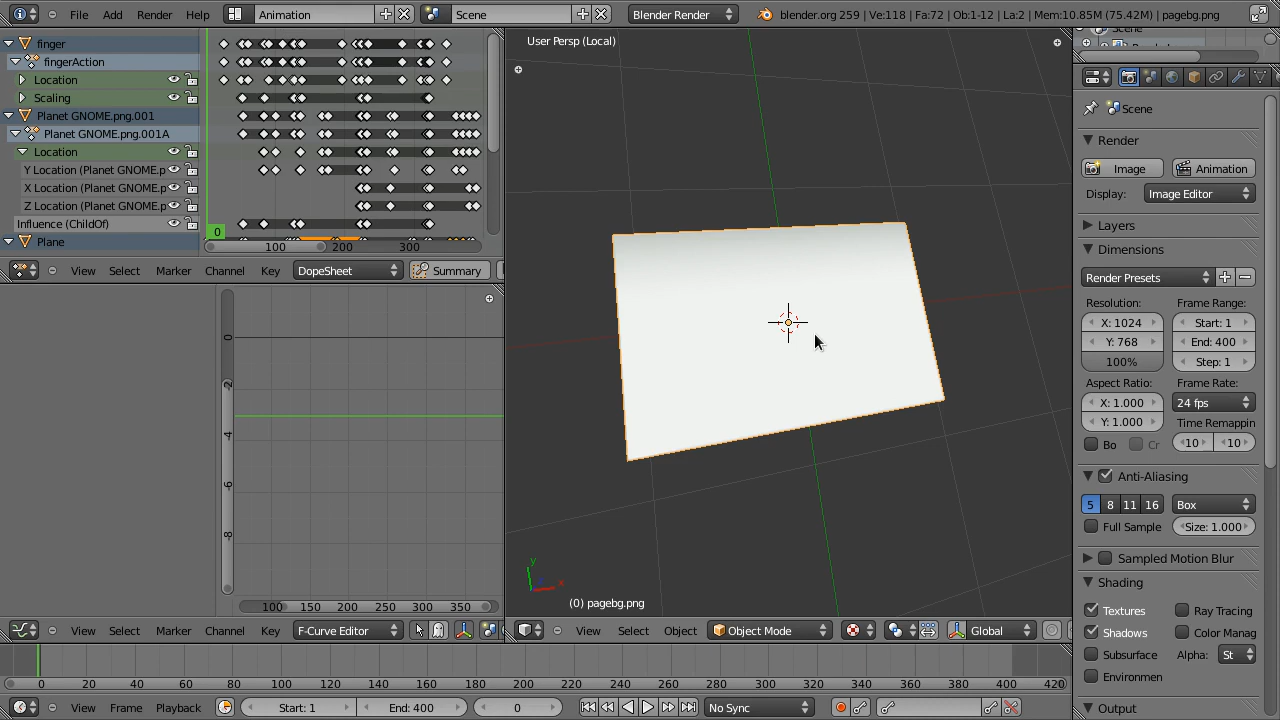 File Add Render Help Animation Scene Blender Render blender.org 259 | Ve:118 | Fa:72 | Ob:1-12 | La:2 | Mem:10.85M (75.42M) | pagebg.png
finger
fingerAction
Location
Scaling
Planet GNOME.png.001
Planet GNOME.png.001A
Location
Y Location (Planet GNOME.p
X Location (Planet GNOME.p
Z Location (Planet GNOME.p
Influence (ChildOf)
Plane
0
100 200 300
View Select Marker Channel Key DopeSheet Summary
0
-2
-4
-6
-8
100 150 200 250 300 350
View Select Marker Channel Key F-Curve Editor
User Persp (Local)
y
x
(0) pagebg.png
View Select Object Object Mode Global
0 20 40 60 80 100 120 140 160 180 200 220 240 260 280 300 320 340 360 380 400 420
View Frame Playback Start: 1 End: 400 0 No Sync
Scene
Scene
Render
Image Animation
Display: Image Editor
Layers
Dimensions
Render Presets
Resolution: Frame Range:
X: 1024 Start: 1
Y: 768 End: 400
100% Step: 1
Aspect Ratio: Frame Rate:
X: 1.000 24 fps
Y: 1.000 Time Remappin
Bo Cr 10 10
Anti-Aliasing
5 8 11 16 Box
Full Sample Size: 1.000
Sampled Motion Blur
Shading
Textures Ray Tracing
Shadows Color Manag
Subsurface Alpha: St
Environmen
Output